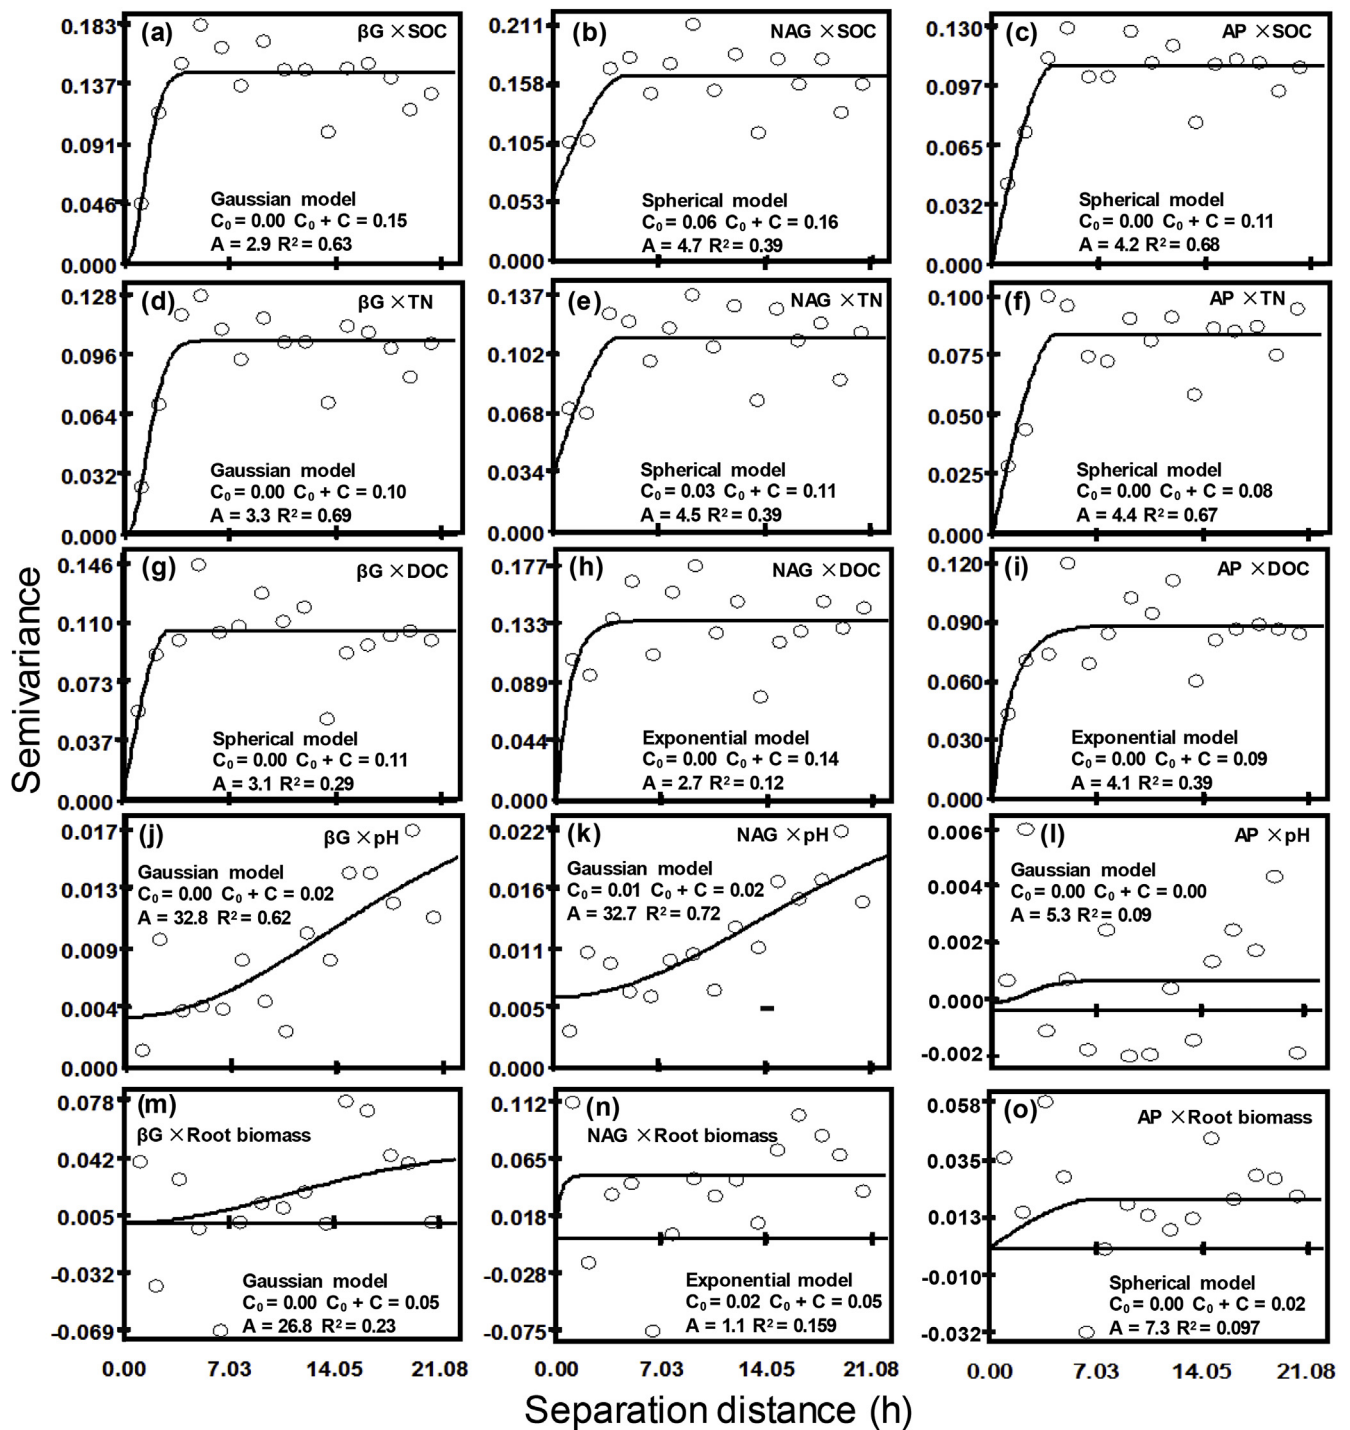 Semivariance
(a) βG ×SOC
0.183
0.137
0.091
0.046
0.000
Gaussian model
C₀ = 0.00 C₀ + C = 0.15
A = 2.9 R² = 0.63
(b) NAG ×SOC
0.211
0.158
0.105
0.053
0.000
Spherical model
C₀ = 0.06 C₀ + C = 0.16
A = 4.7 R² = 0.39
(c) AP ×SOC
0.130
0.097
0.065
0.032
0.000
Spherical model
C₀ = 0.00 C₀ + C = 0.11
A = 4.2 R² = 0.68
(d) βG ×TN
0.128
0.096
0.064
0.032
0.000
Gaussian model
C₀ = 0.00 C₀ + C = 0.10
A = 3.3 R² = 0.69
(e) NAG ×TN
0.137
0.102
0.068
0.034
0.000
Spherical model
C₀ = 0.03 C₀ + C = 0.11
A = 4.5 R² = 0.39
(f) AP ×TN
0.100
0.075
0.050
0.025
0.000
Spherical model
C₀ = 0.00 C₀ + C = 0.08
A = 4.4 R² = 0.67
(g) βG ×DOC
0.146
0.110
0.073
0.037
0.000
Spherical model
C₀ = 0.00 C₀ + C = 0.11
A = 3.1 R² = 0.29
(h) NAG ×DOC
0.177
0.133
0.089
0.044
0.000
Exponential model
C₀ = 0.00 C₀ + C = 0.14
A = 2.7 R² = 0.12
(i) AP ×DOC
0.120
0.090
0.060
0.030
0.000
Exponential model
C₀ = 0.00 C₀ + C = 0.09
A = 4.1 R² = 0.39
(j) βG ×pH
0.017
0.013
0.009
0.004
0.000
Gaussian model
C₀ = 0.00 C₀ + C = 0.02
A = 32.8 R² = 0.62
(k) NAG ×pH
0.022
0.016
0.011
0.005
0.000
Gaussian model
C₀ = 0.01 C₀ + C = 0.02
A = 32.7 R² = 0.72
(l) AP ×pH
0.006
0.004
0.002
0.000
-0.002
Gaussian model
C₀ = 0.00 C₀ + C = 0.00
A = 5.3 R² = 0.09
(m)
βG ×Root biomass
0.078
0.042
0.005
-0.032
-0.069
Gaussian model
C₀ = 0.00 C₀ + C = 0.05
A = 26.8 R² = 0.23
0.00 7.03 14.05 21.08
(n)
NAG ×Root biomass
0.112
0.065
0.018
-0.028
-0.075
Exponential model
C₀ = 0.02 C₀ + C = 0.05
A = 1.1 R² = 0.159
0.00 7.03 14.05 21.08
(o) AP ×Root biomass
0.058
0.035
0.013
-0.010
-0.032
Spherical model
C₀ = 0.00 C₀ + C = 0.02
A = 7.3 R² = 0.097
0.00 7.03 14.05 21.08
Separation distance (h)